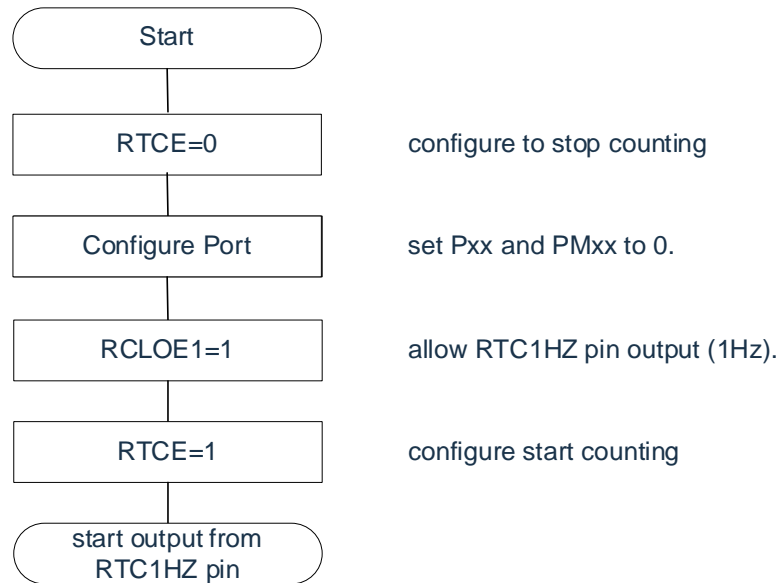 Start
RTCE=0
configure to stop counting
Configure Port
set Pxx and PMxx to 0.
RCLOE1=1
allow RTC1HZ pin output (1Hz).
RTCE=1
configure start counting
start output from
RTC1HZ pin